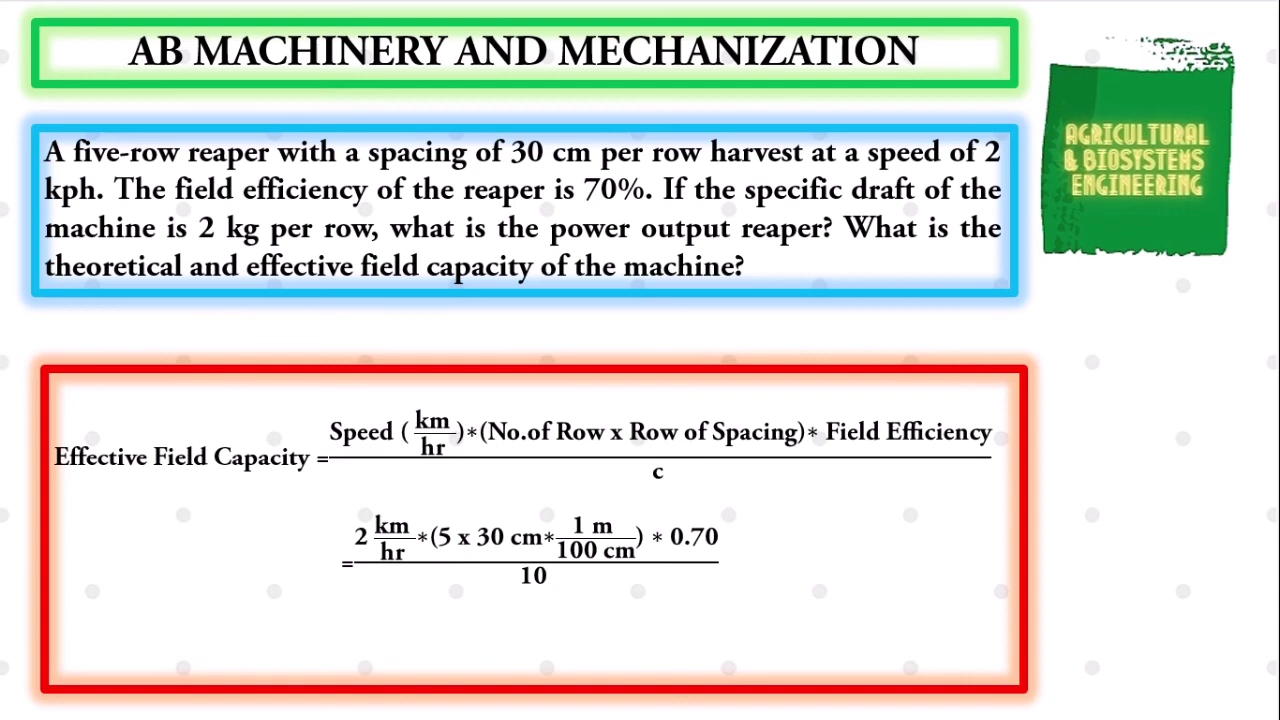 AB MACHINERY AND MECHANIZATION
AGRICULTURAL
& BIOSYSTEMS
ENGINEERING
A five-row reaper with a spacing of 30 cm per row harvest at a speed of 2
kph. The field efficiency of the reaper is 70%. If the specific draft of the
machine is 2 kg per row, what is the power output reaper? What is the
theoretical and effective field capacity of the machine?
Effective Field Capacity = Speed (km/hr)*(No.of Row x Row of Spacing)* Field Efficiency / c
= 2 km/hr *(5 x 30 cm* 1 m/100 cm) * 0.70 / 10